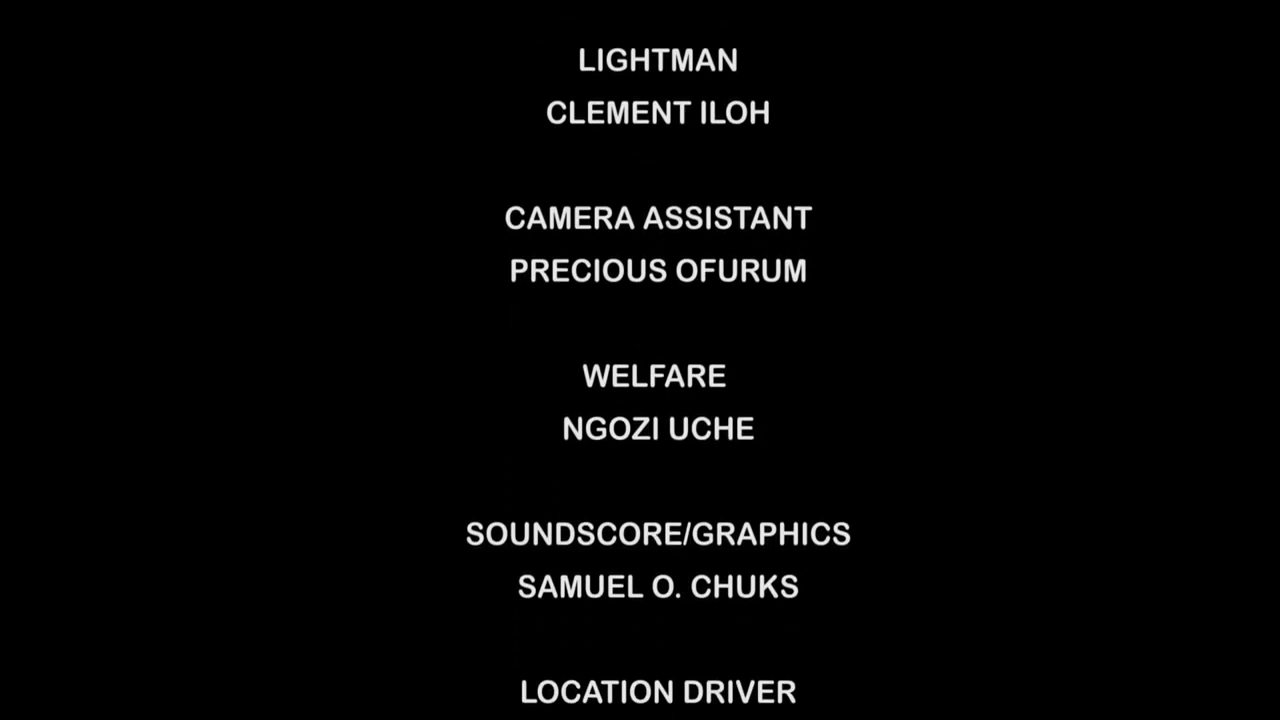 LIGHTMAN
CLEMENT ILOH
CAMERA ASSISTANT
PRECIOUS OFURUM
WELFARE
NGOZI UCHE
SOUNDSCORE/GRAPHICS
SAMUEL O. CHUKS
LOCATION DRIVER